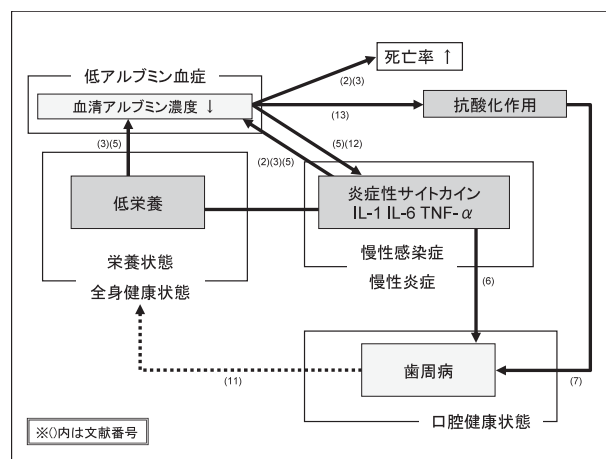 死亡率 ↑
(2)(3)
低アルブミン血症
血清アルブミン濃度 ↓
(13)
抗酸化作用
(3)(5)
(5)(12)
(2)(3)(5)
低栄養
炎症性サイトカイン
IL-1 IL-6 TNF-α
栄養状態
慢性感染症
全身健康状態
慢性炎症
(6)
歯周病
(11)
(7)
口腔健康状態
※()内は文献番号